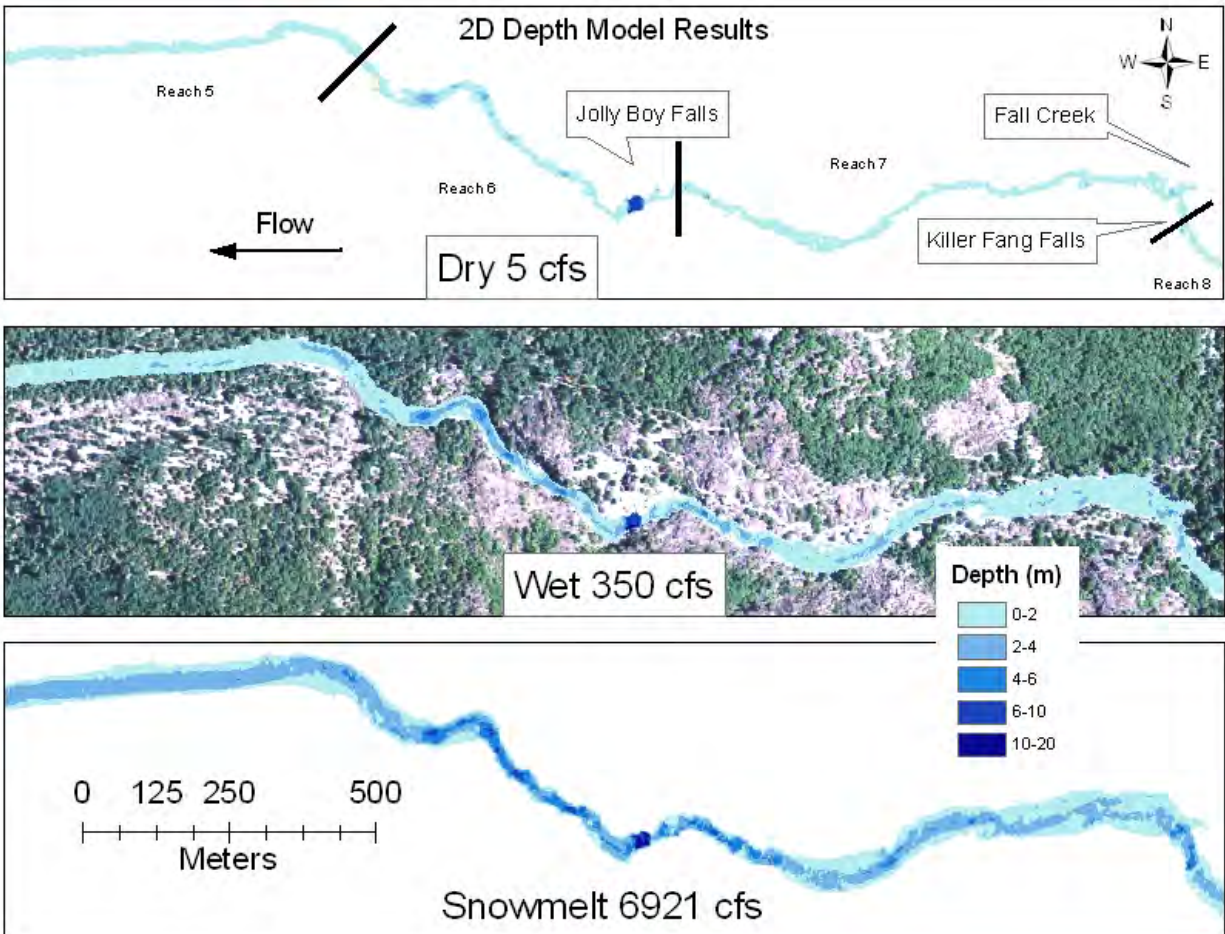 2D Depth Model Results
N
W E
S
Reach 5
Jolly Boy Falls
Fall Creek
Reach 7
Reach 6
Flow
Killer Fang Falls
Dry 5 cfs
Reach 8
Wet 350 cfs
Depth (m)
0-2
2-4
4-6
6-10
10-20
0 125 250 500
Meters
Snowmelt 6921 cfs